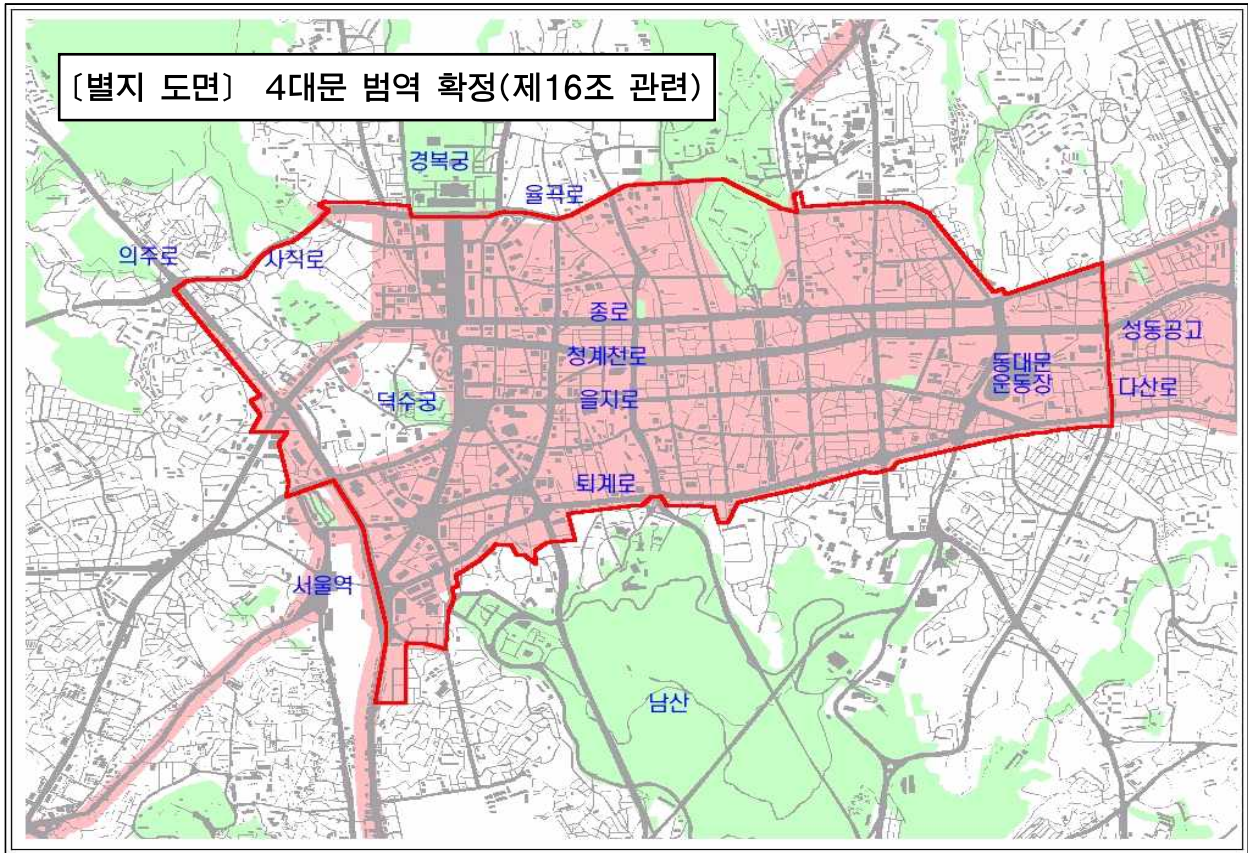 〔별지 도면〕 4대문 범역 확정(제16조 관련)
경복궁
율곡로
의주로
사직로
종로
성동공고
청계천로
동대문
운동장
다산로
덕수궁
을지로
퇴계로
서울역
남산